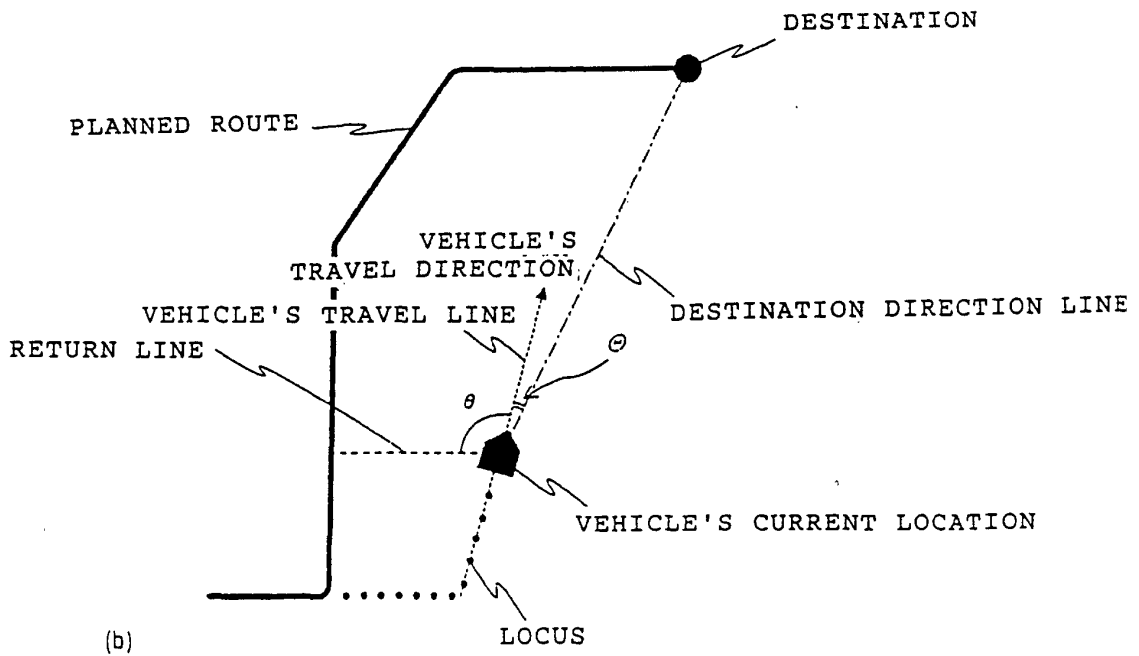 DESTINATION
PLANNED ROUTE
VEHICLE'S
TRAVEL DIRECTION
VEHICLE'S TRAVEL LINE
DESTINATION DIRECTION LINE
RETURN LINE
Θ
θ
VEHICLE'S CURRENT LOCATION
LOCUS
(b)